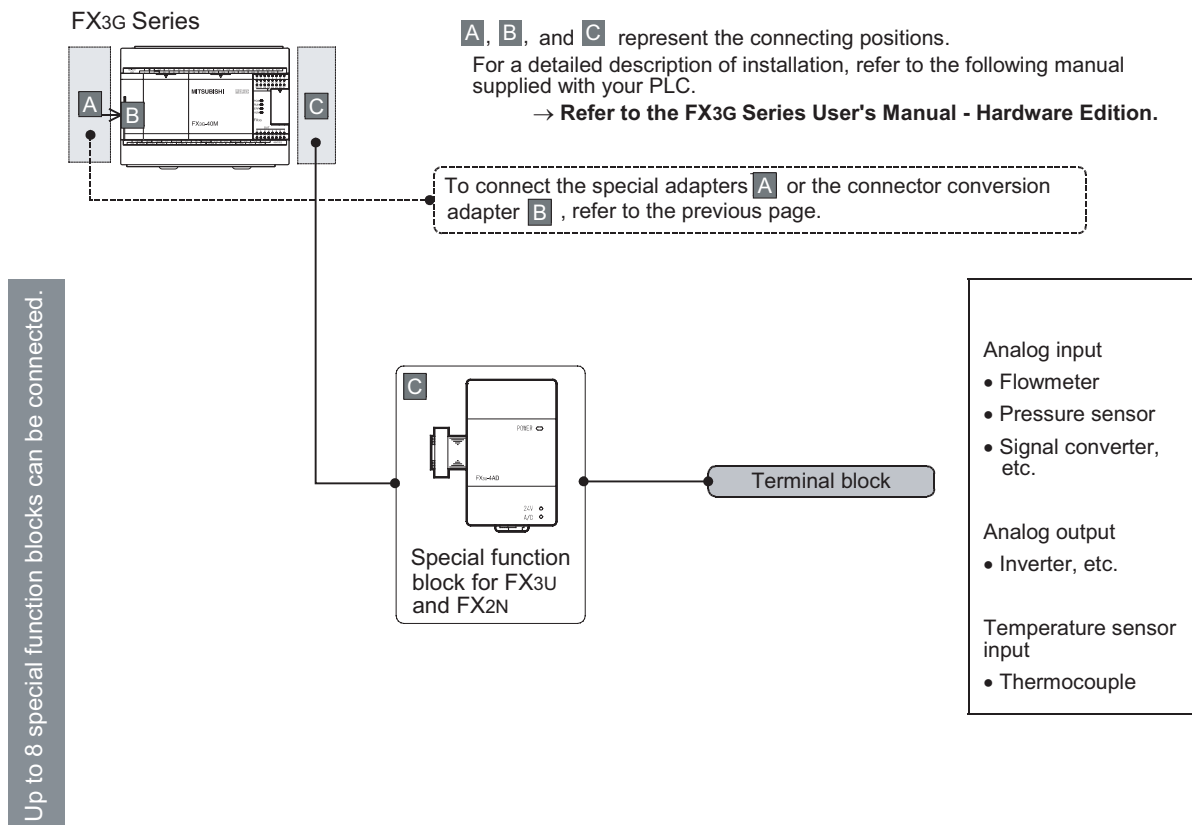 FX3G Series
A, B, and C represent the connecting positions.
For a detailed description of installation, refer to the following manual
supplied with your PLC.
→ Refer to the FX3G Series User's Manual - Hardware Edition.
A
B
C
MITSUBISHI
FX3G-40M
To connect the special adapters A or the connector conversion
adapter B , refer to the previous page.
Up to 8 special function blocks can be connected.
C
POWER
FX3U-4AD
24V
A/D
Special function
block for FX3U
and FX2N
Terminal block
Analog input
• Flowmeter
• Pressure sensor
• Signal converter,
etc.
Analog output
• Inverter, etc.
Temperature sensor
input
• Thermocouple